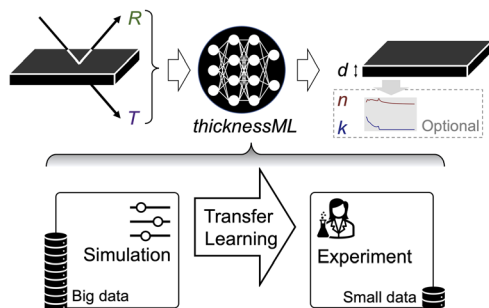 R
T
thicknessML
d
n
k
Optional
Simulation
Big data
Transfer
Learning
Experiment
Small data